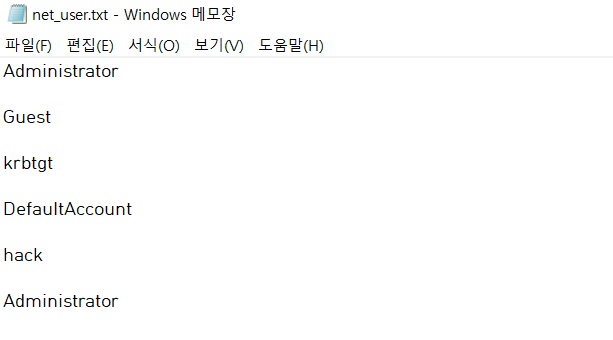 net_user.txt - Windows 메모장
파일(F) 편집(E) 서식(O) 보기(V) 도움말(H)
Administrator
Guest
krbtgt
DefaultAccount
hack
Administrator